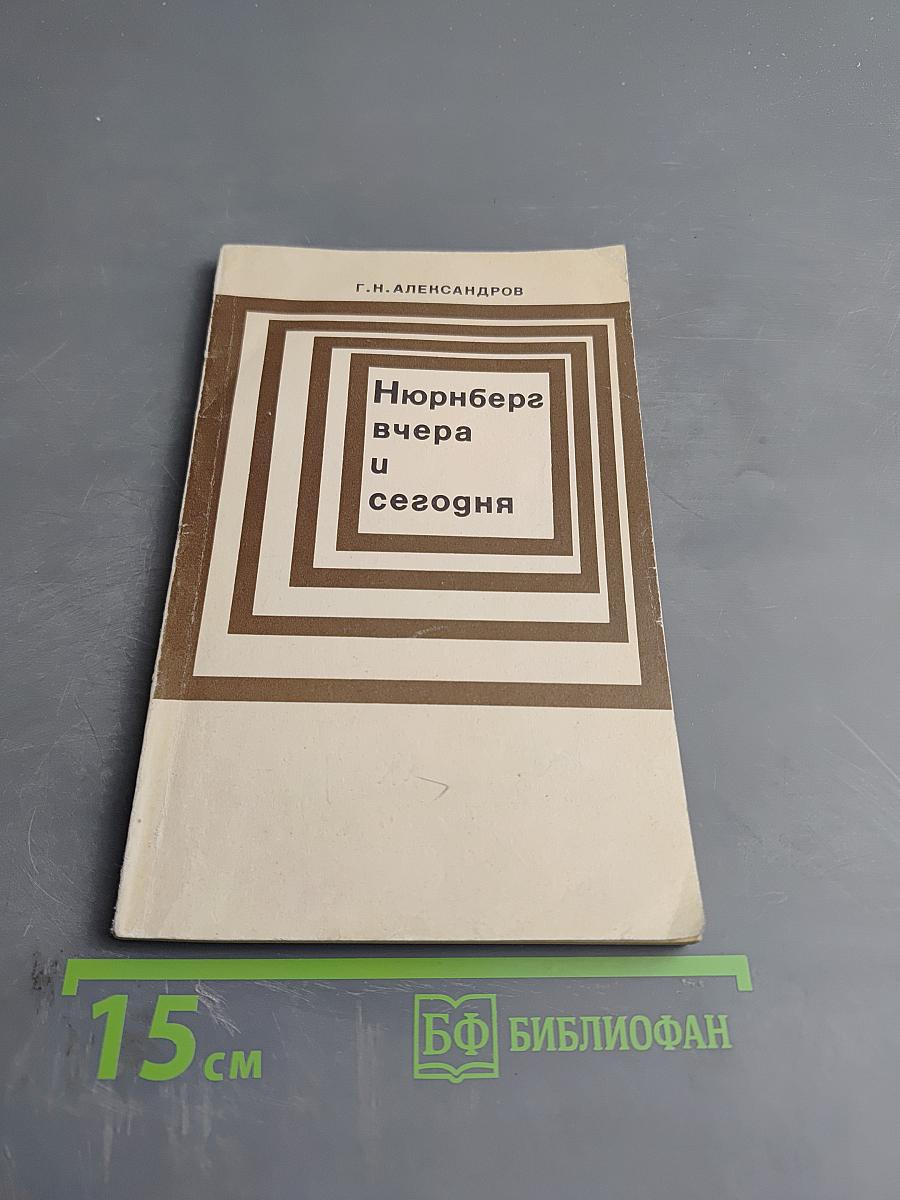 Г.Н.АЛЕКСАНДРОВ
Нюрнберг
вчера
и
сегодня
15 см
БФ БИБЛИОФАН